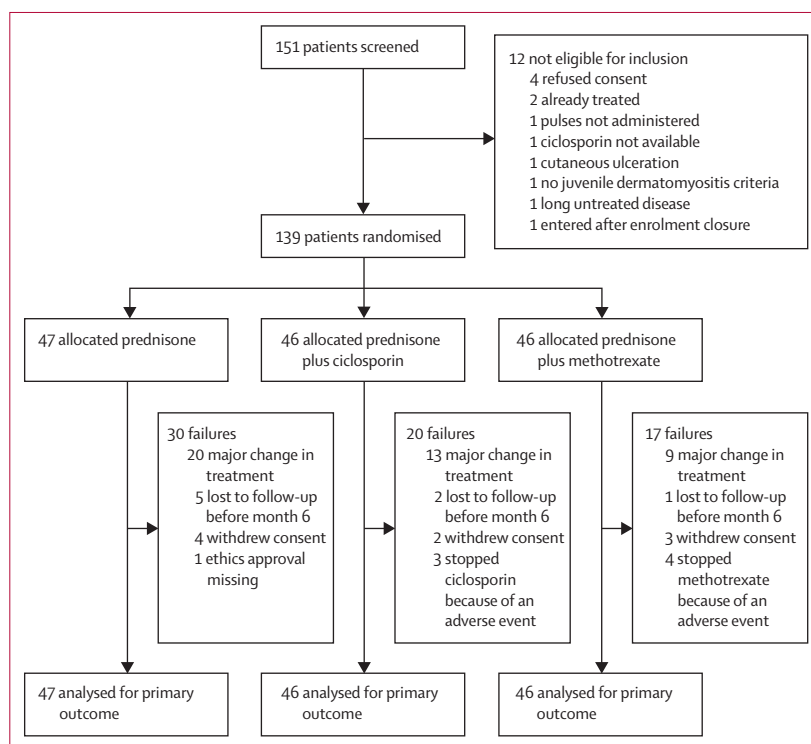 151 patients screened
12 not eligible for inclusion
4 refused consent
2 already treated
1 pulses not administered
1 ciclosporin not available
1 cutaneous ulceration
1 no juvenile dermatomyositis criteria
1 long untreated disease
1 entered after enrolment closure
139 patients randomised
47 allocated prednisone
46 allocated prednisone
plus ciclosporin
46 allocated prednisone
plus methotrexate
30 failures
20 major change in
treatment
5 lost to follow-up
before month 6
4 withdrew consent
1 ethics approval
missing
20 failures
13 major change in
treatment
2 lost to follow-up
before month 6
2 withdrew consent
3 stopped
ciclosporin
because of an
adverse event
17 failures
9 major change in
treatment
1 lost to follow-up
before month 6
3 withdrew consent
4 stopped
methotrexate
because of an
adverse event
47 analysed for primary
outcome
46 analysed for primary
outcome
46 analysed for primary
outcome